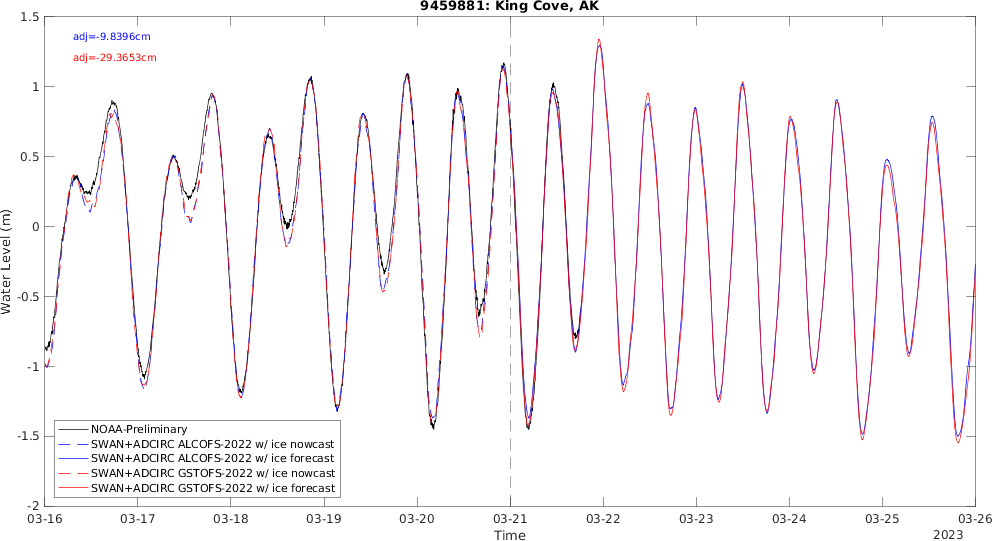 9459881: King Cove, AK
adj=-9.8396cm
adj=-29.3653cm
1.5
1
0.5
0
-0.5
-1
-1.5
-2
Water Level (m)
NOAA-Preliminary
SWAN+ADCIRC ALCOFS-2022 w/ ice nowcast
SWAN+ADCIRC ALCOFS-2022 w/ ice forecast
SWAN+ADCIRC GSTOFS-2022 w/ ice nowcast
SWAN+ADCIRC GSTOFS-2022 w/ ice forecast
03-16 03-17 03-18 03-19 03-20 03-21 03-22 03-23 03-24 03-25 03-26
Time
2023